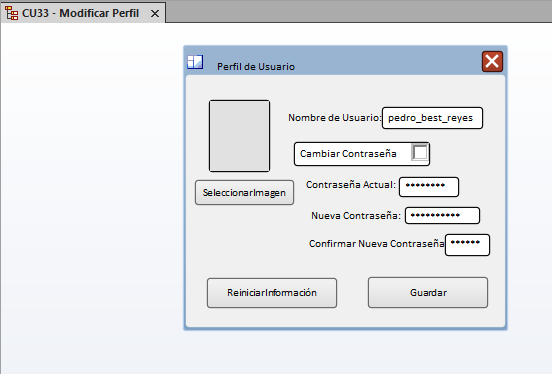 CU33 - Modificar Perfil
Perfil de Usuario
Nombre de Usuario: pedro_best_reyes
Cambiar Contraseña
SeleccionarImagen
Contraseña Actual: ********
Nueva Contraseña: **********
Confirmar Nueva Contraseña ******
ReiniciarInformación
Guardar